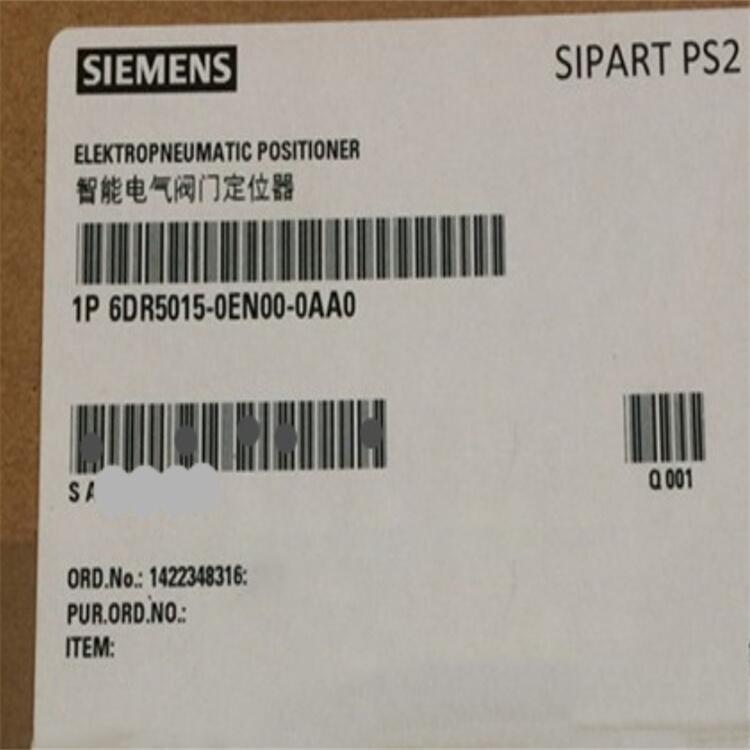 SIEMENS
SIPART PS2
ELEKTROPNEUMATIC POSITIONER
智能电气阀门定位器
1P 6DR5015-0EN00-0AA0
S A
Q 001
ORD.No.: 1422348316:
PUR.ORD.NO.:
ITEM: